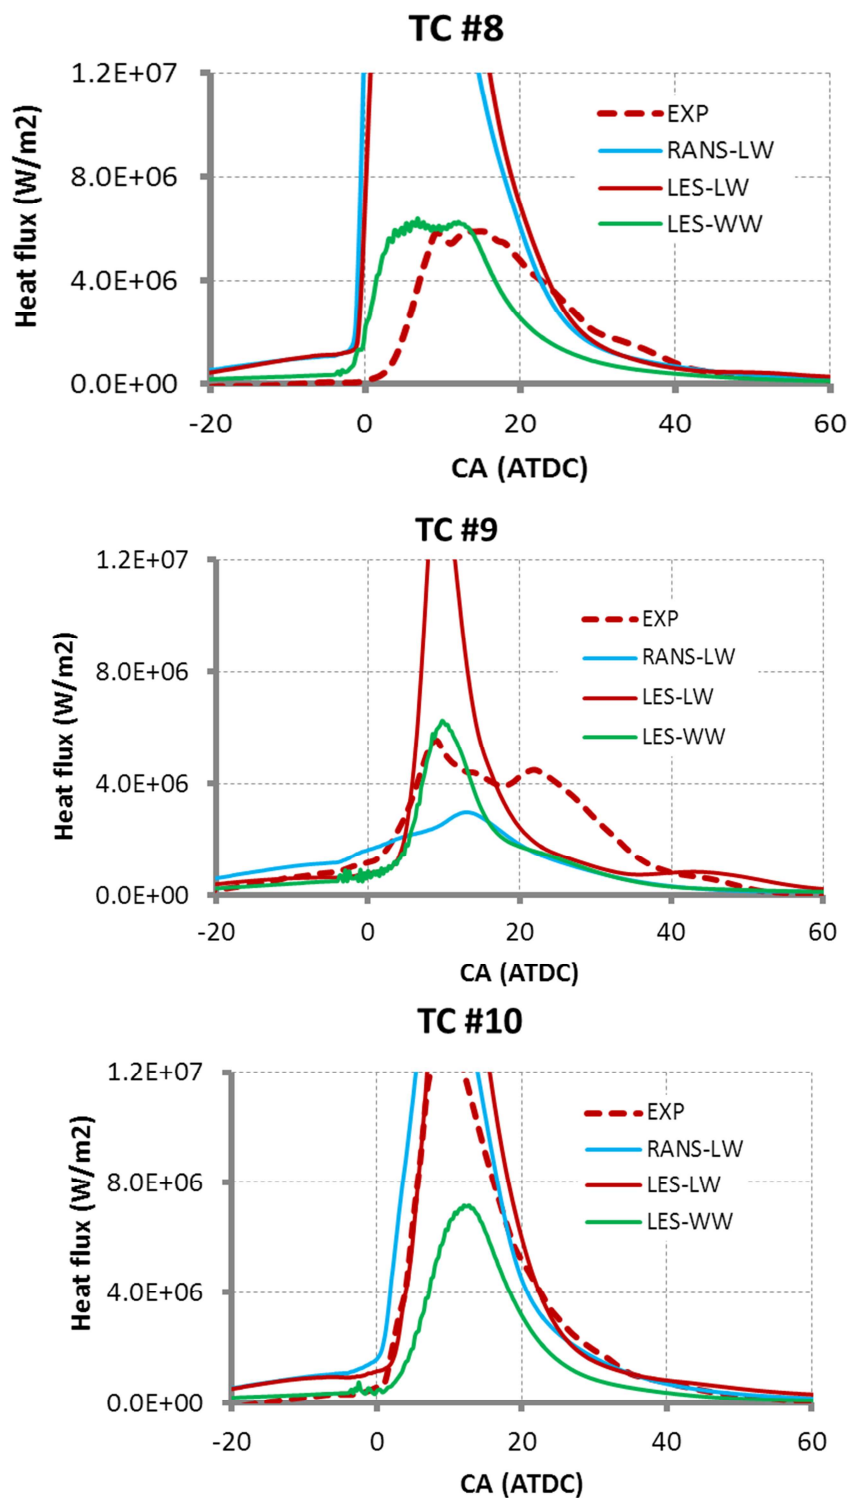 TC #8
1.2E+07
8.0E+06
4.0E+06
0.0E+00
Heat flux (W/m2)
EXP
RANS-LW
LES-LW
LES-WW
-20 0 20 40 60
CA (ATDC)
TC #9
1.2E+07
8.0E+06
4.0E+06
0.0E+00
Heat flux (W/m2)
EXP
RANS-LW
LES-LW
LES-WW
-20 0 20 40 60
CA (ATDC)
TC #10
1.2E+07
8.0E+06
4.0E+06
0.0E+00
Heat flux (W/m2)
EXP
RANS-LW
LES-LW
LES-WW
-20 0 20 40 60
CA (ATDC)